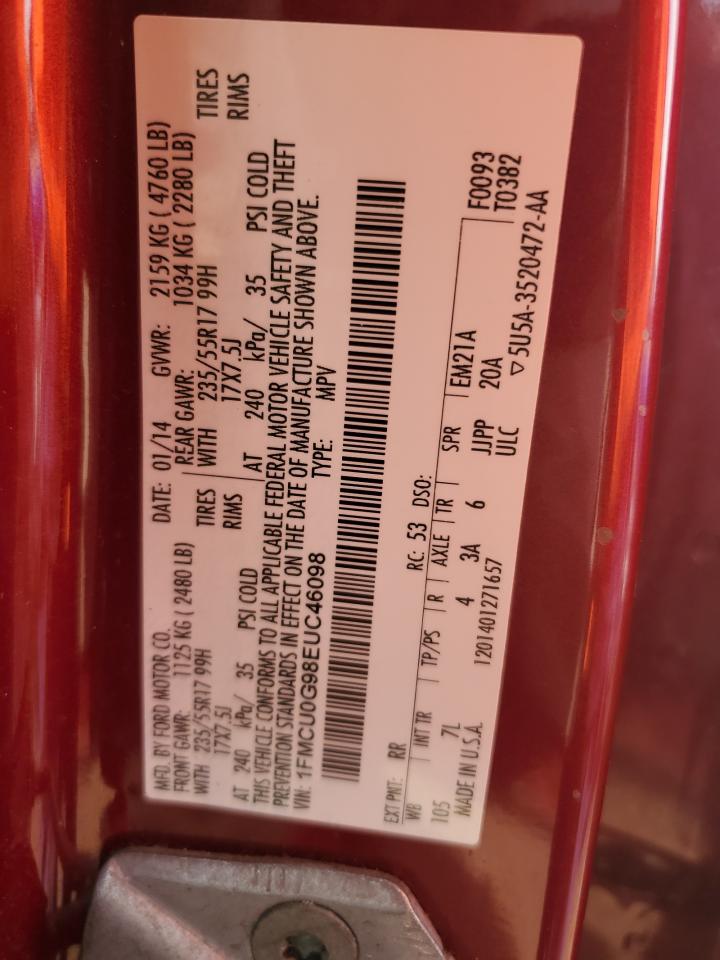 MFD. BY FORD MOTOR CO. DATE: 01/14 GVWR: 2159 KG ( 4760 LB)
FRONT GAWR: 1125 KG ( 2480 LB) REAR GAWR: 1034 KG ( 2280 LB)
WITH 235/55R17 99H TIRES WITH 235/55R17 99H TIRES
17X7.5J RIMS 17X7.5J RIMS
AT 240 kPa/ 35 PSI COLD AT 240 kPa/ 35 PSI COLD
THIS VEHICLE CONFORMS TO ALL APPLICABLE FEDERAL MOTOR VEHICLE SAFETY AND THEFT
PREVENTION STANDARDS IN EFFECT ON THE DATE OF MANUFACTURE SHOWN ABOVE.
VIN: 1FMCU0G98EUC46098 TYPE: MPV
EXT PNT: RR RC: 53 DSO: F0093
WB INT TR TP/PS R AXLE TR SPR EM21A T0382
105 7L 4 3A 6 JJPP 20A
MADE IN U.S.A. 1201401271657 ULC ▽5U5A-3520472-AA